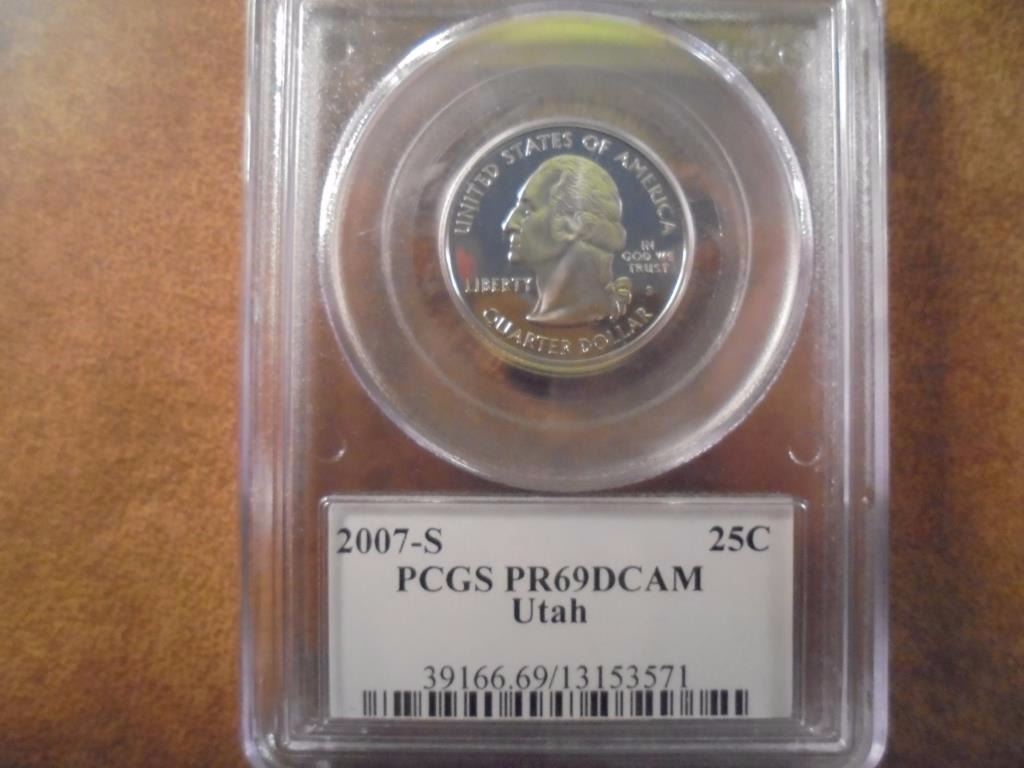 UNITED STATES OF AMERICA
IN
GOD WE
TRUST
LIBERTY
S
QUARTER DOLLAR
2007-S 25C
PCGS PR69DCAM
Utah
39166.69/13153571